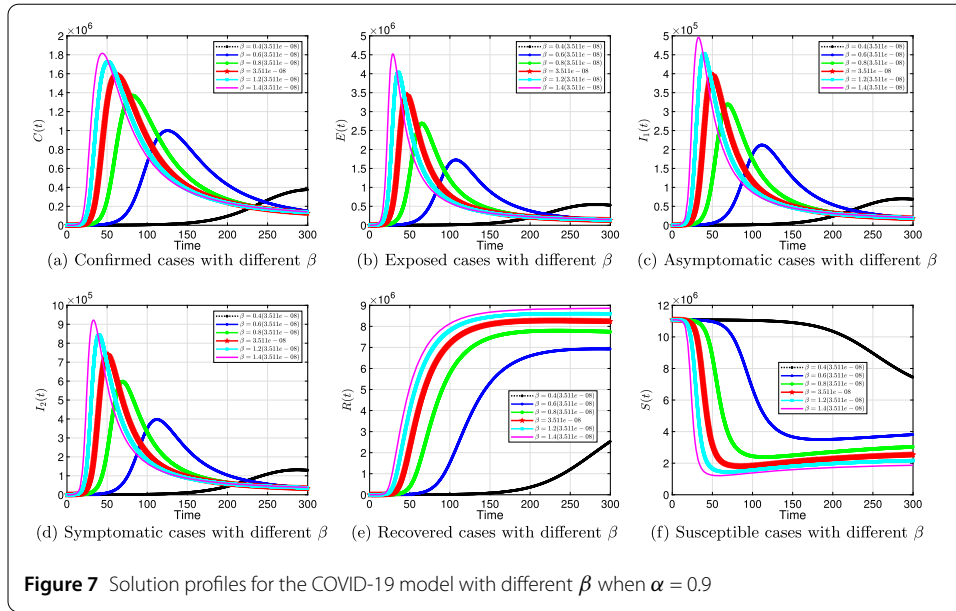 ×10^6
2
1.8
1.6
1.4
1.2
1
0.8
0.6
0.4
0.2
0
C(t)
β = 0.4(3.511e − 08)
β = 0.6(3.511e − 08)
β = 0.8(3.511e − 08)
β = 3.511e − 08
β = 1.2(3.511e − 08)
β = 1.4(3.511e − 08)
0 50 100 150 200 250 300
Time
(a) Confirmed cases with different β
×10^5
5
4.5
4
3.5
3
2.5
2
1.5
1
0.5
0
E(t)
β = 0.4(3.511e − 08)
β = 0.6(3.511e − 08)
β = 0.8(3.511e − 08)
β = 3.511e − 08
β = 1.2(3.511e − 08)
β = 1.4(3.511e − 08)
0 50 100 150 200 250 300
Time
(b) Exposed cases with different β
×10^5
5
4.5
4
3.5
3
2.5
2
1.5
1
0.5
0
I₁(t)
β = 0.4(3.511e − 08)
β = 0.6(3.511e − 08)
β = 0.8(3.511e − 08)
β = 3.511e − 08
β = 1.2(3.511e − 08)
β = 1.4(3.511e − 08)
0 50 100 150 200 250 300
Time
(c) Asymptomatic cases with different β
×10^5
10
9
8
7
6
5
4
3
2
1
0
I₂(t)
β = 0.4(3.511e − 08)
β = 0.6(3.511e − 08)
β = 0.8(3.511e − 08)
β = 3.511e − 08
β = 1.2(3.511e − 08)
β = 1.4(3.511e − 08)
0 50 100 150 200 250 300
Time
(d) Symptomatic cases with different β
×10^6
9
8
7
6
5
4
3
2
1
0
R(t)
β = 0.4(3.511e − 08)
β = 0.6(3.511e − 08)
β = 0.8(3.511e − 08)
β = 3.511e − 08
β = 1.2(3.511e − 08)
β = 1.4(3.511e − 08)
0 50 100 150 200 250 300
Time
(e) Recovered cases with different β
×10^6
12
10
8
6
4
2
0
S(t)
β = 0.4(3.511e − 08)
β = 0.6(3.511e − 08)
β = 0.8(3.511e − 08)
β = 3.511e − 08
β = 1.2(3.511e − 08)
β = 1.4(3.511e − 08)
0 50 100 150 200 250 300
Time
(f) Susceptible cases with different β
Figure 7 Solution profiles for the COVID-19 model with different β when α = 0.9